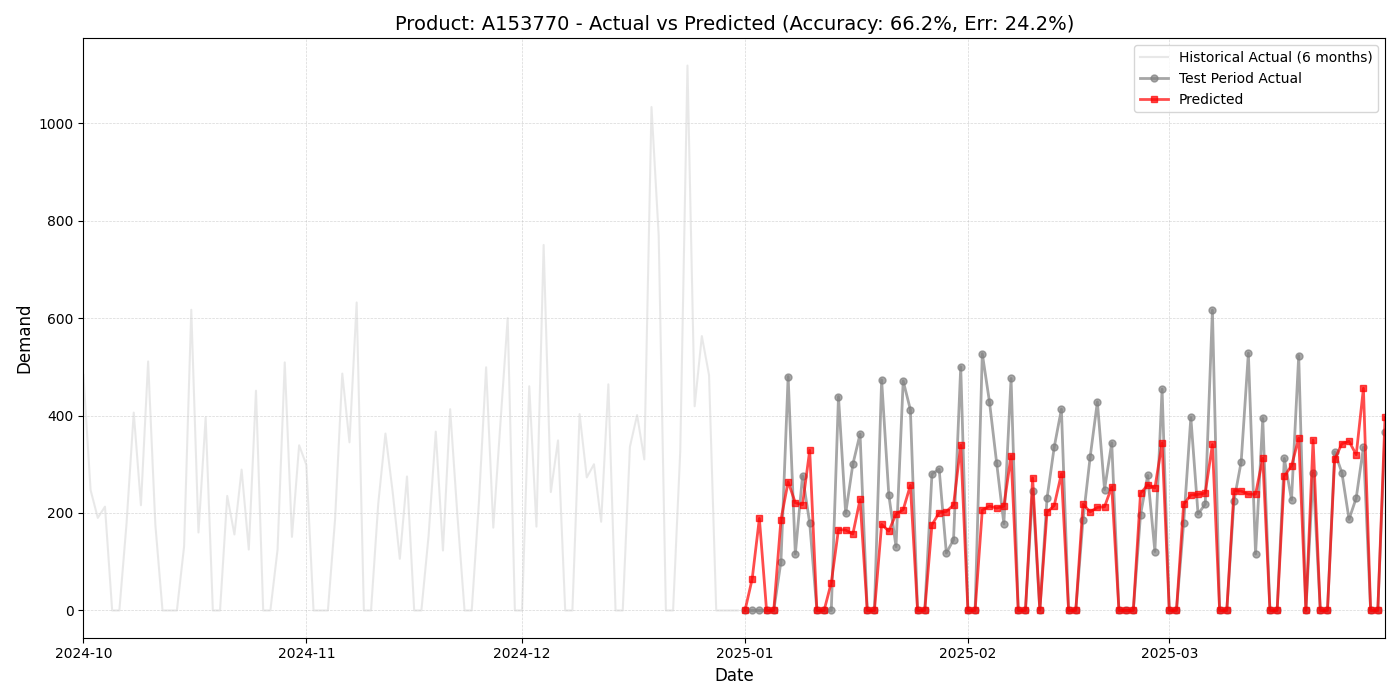 Product: A153770 - Actual vs Predicted (Accuracy: 66.2%, Err: 24.2%)
Historical Actual (6 months)
Test Period Actual
Predicted
Demand
1000
800
600
400
200
0
2024-10
2024-11
2024-12
2025-01
2025-02
2025-03
Date